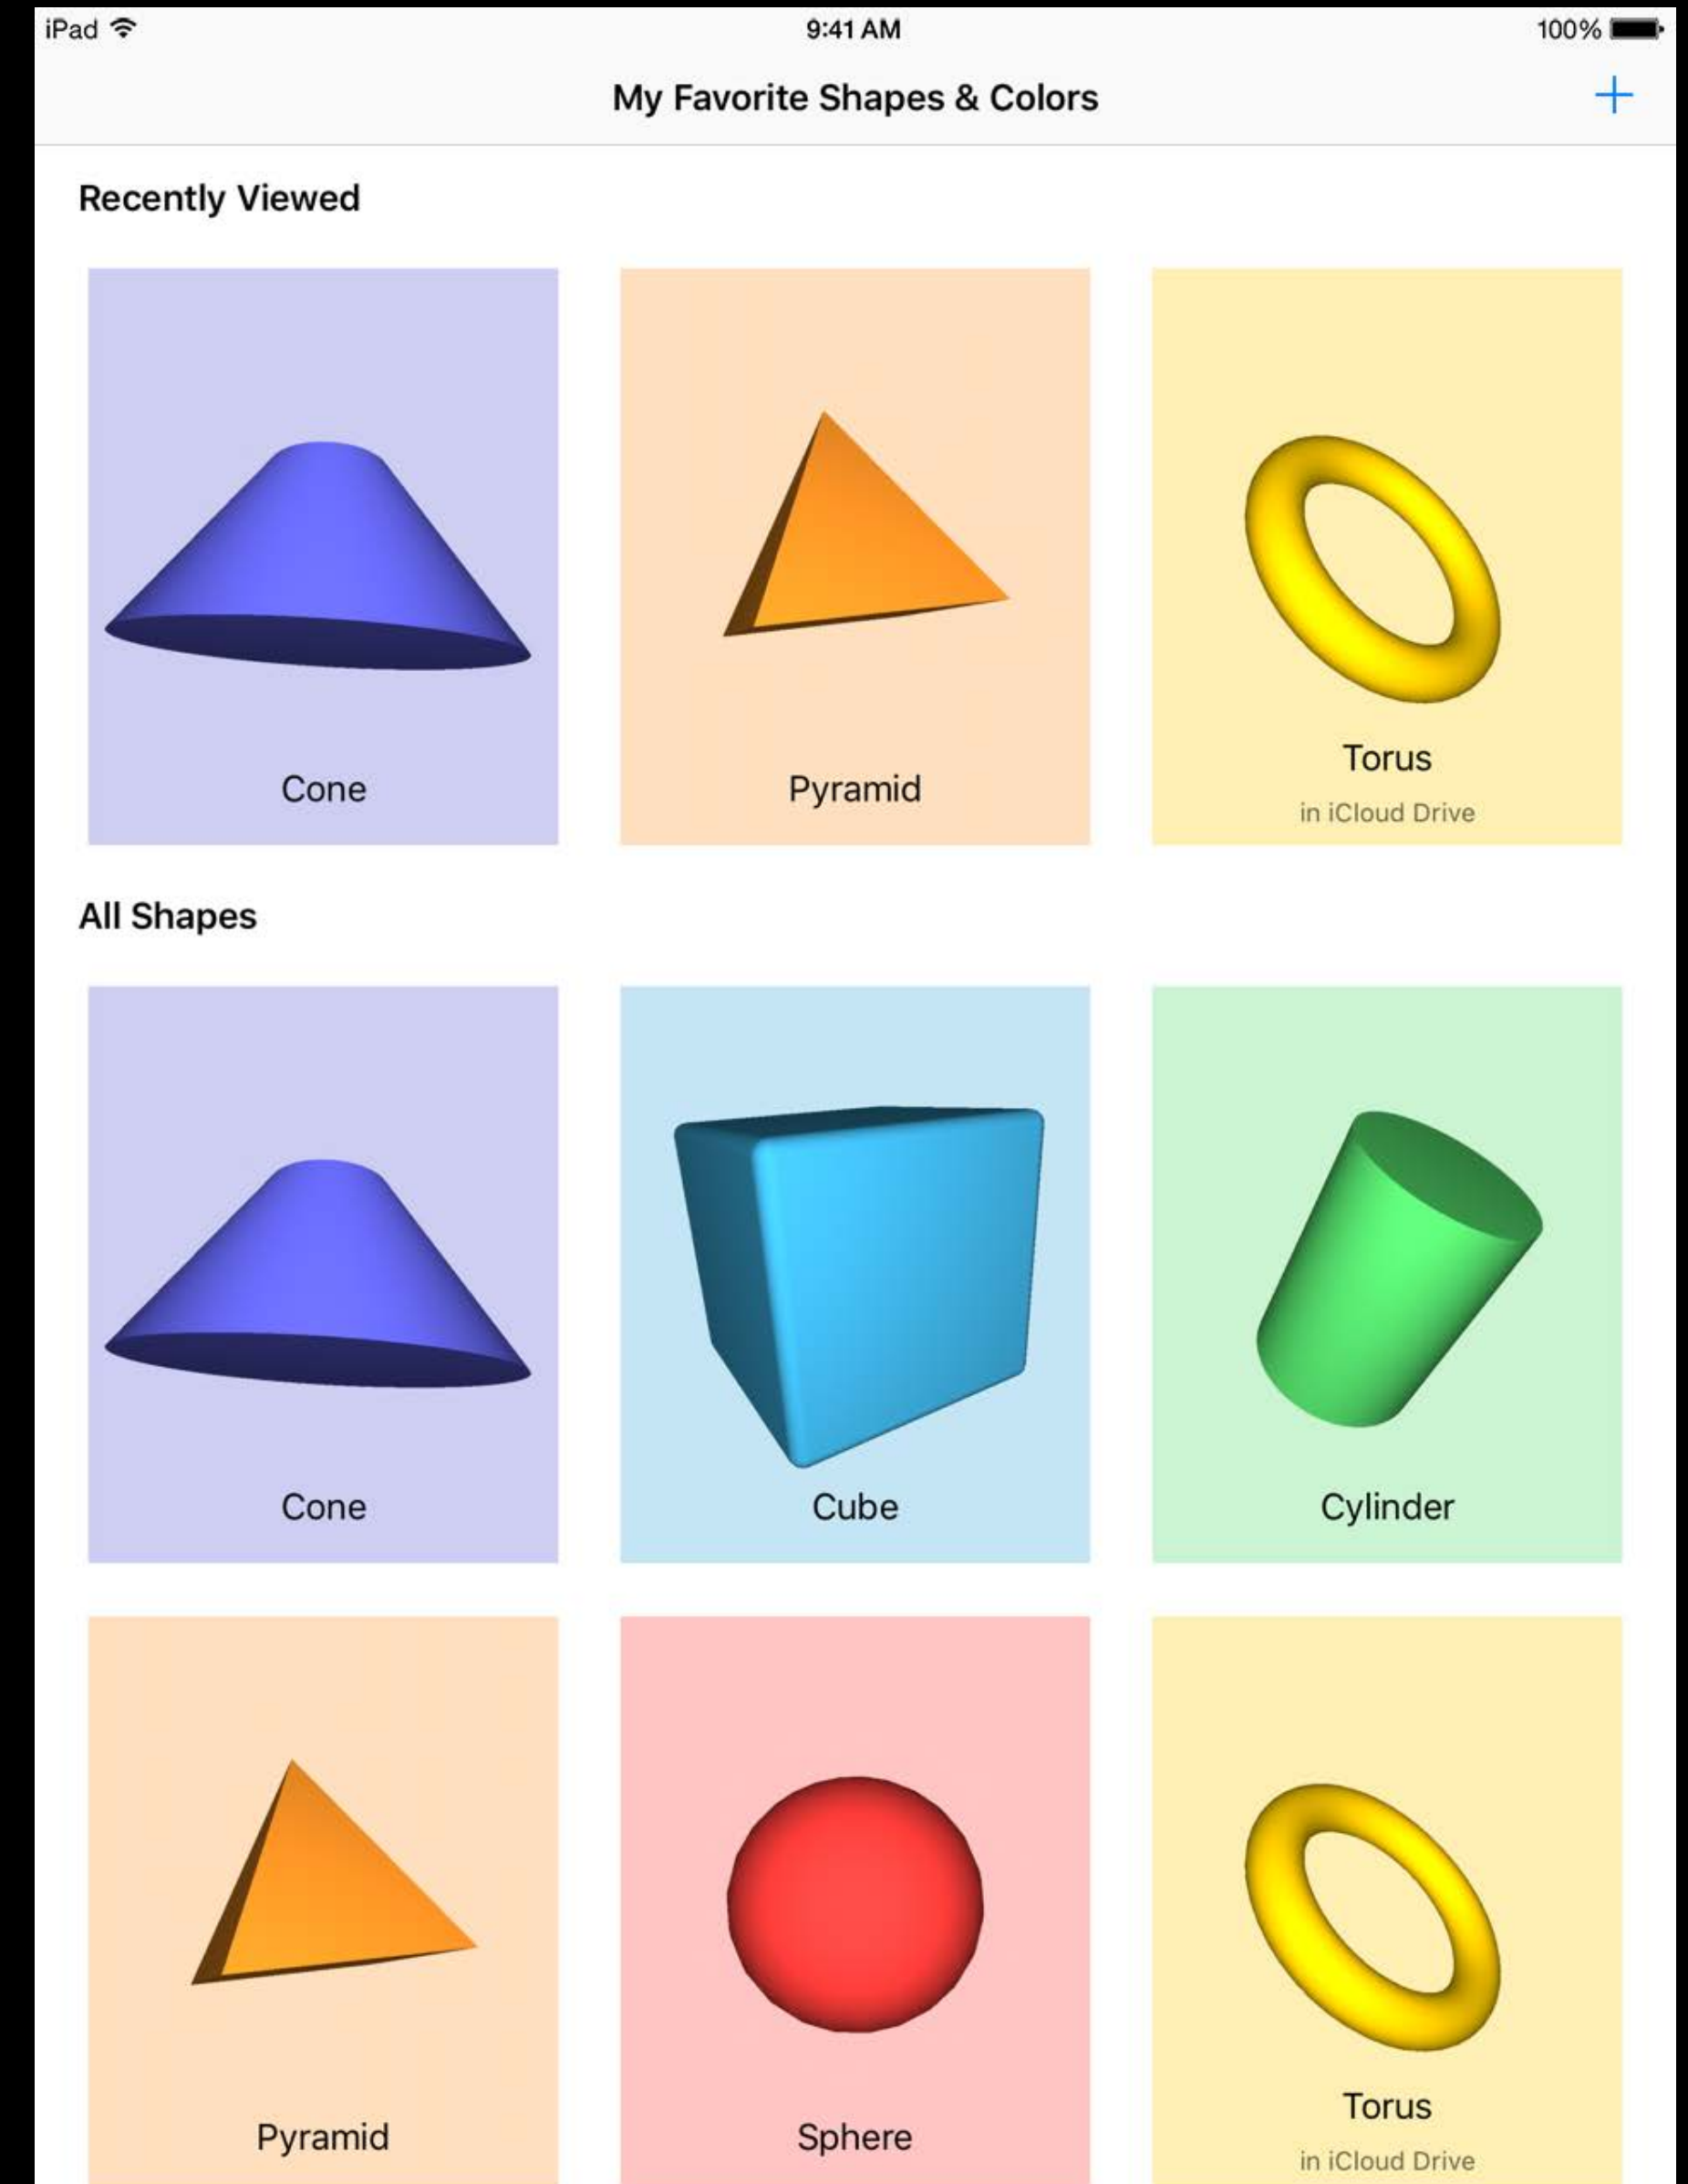 iPad 9:41 AM 100%
My Favorite Shapes & Colors +
Recently Viewed
Cone Pyramid Torus
in iCloud Drive
All Shapes
Cone Cube Cylinder
Pyramid Sphere Torus
in iCloud Drive